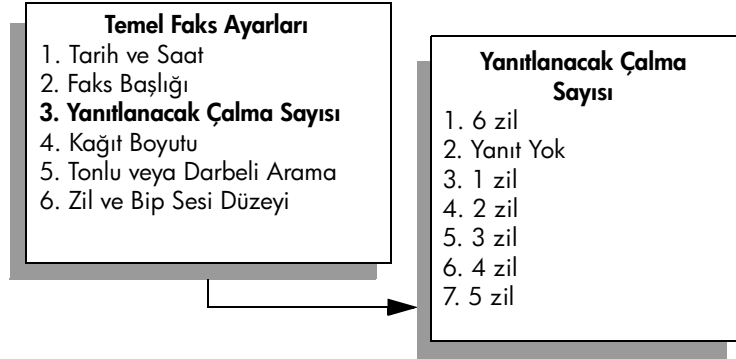 Temel Faks Ayarları
1. Tarih ve Saat
2. Faks Başlığı
3. Yanıtlanacak Çalma Sayısı
4. Kağıt Boyutu
5. Tonlu veya Darbeli Arama
6. Zil ve Bip Sesi Düzeyi
Yanıtlanacak Çalma
Sayısı
1. 6 zil
2. Yanıt Yok
3. 1 zil
4. 2 zil
5. 3 zil
6. 4 zil
7. 5 zil